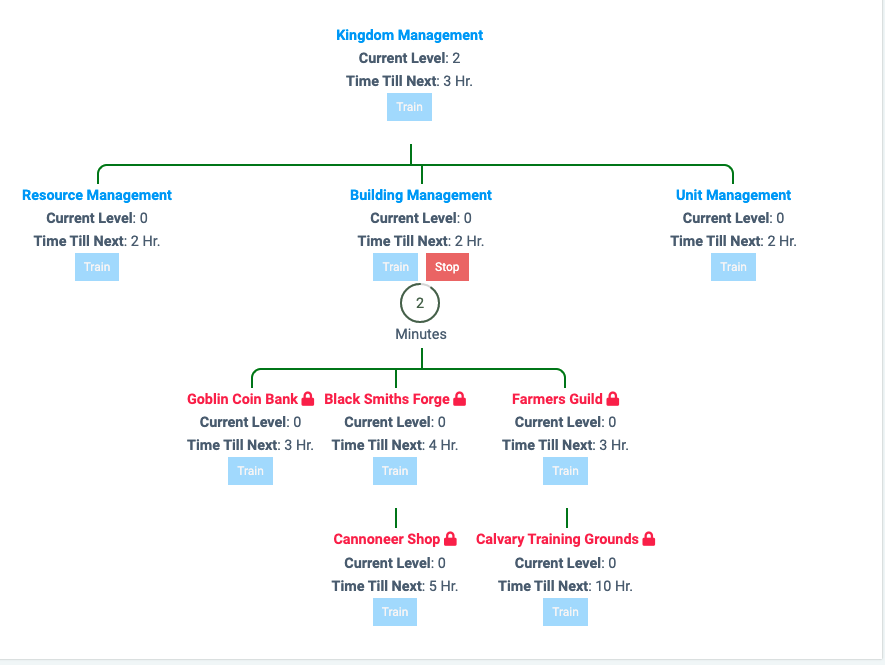 Kingdom Management
Current Level: 2
Time Till Next: 3 Hr.
Train
Resource Management
Current Level: 0
Time Till Next: 2 Hr.
Train
Building Management
Current Level: 0
Time Till Next: 2 Hr.
Train Stop
2
Minutes
Unit Management
Current Level: 0
Time Till Next: 2 Hr.
Train
Goblin Coin Bank
Current Level: 0
Time Till Next: 3 Hr.
Train
Black Smiths Forge
Current Level: 0
Time Till Next: 4 Hr.
Train
Farmers Guild
Current Level: 0
Time Till Next: 3 Hr.
Train
Cannoneer Shop
Current Level: 0
Time Till Next: 5 Hr.
Train
Calvary Training Grounds
Current Level: 0
Time Till Next: 10 Hr.
Train